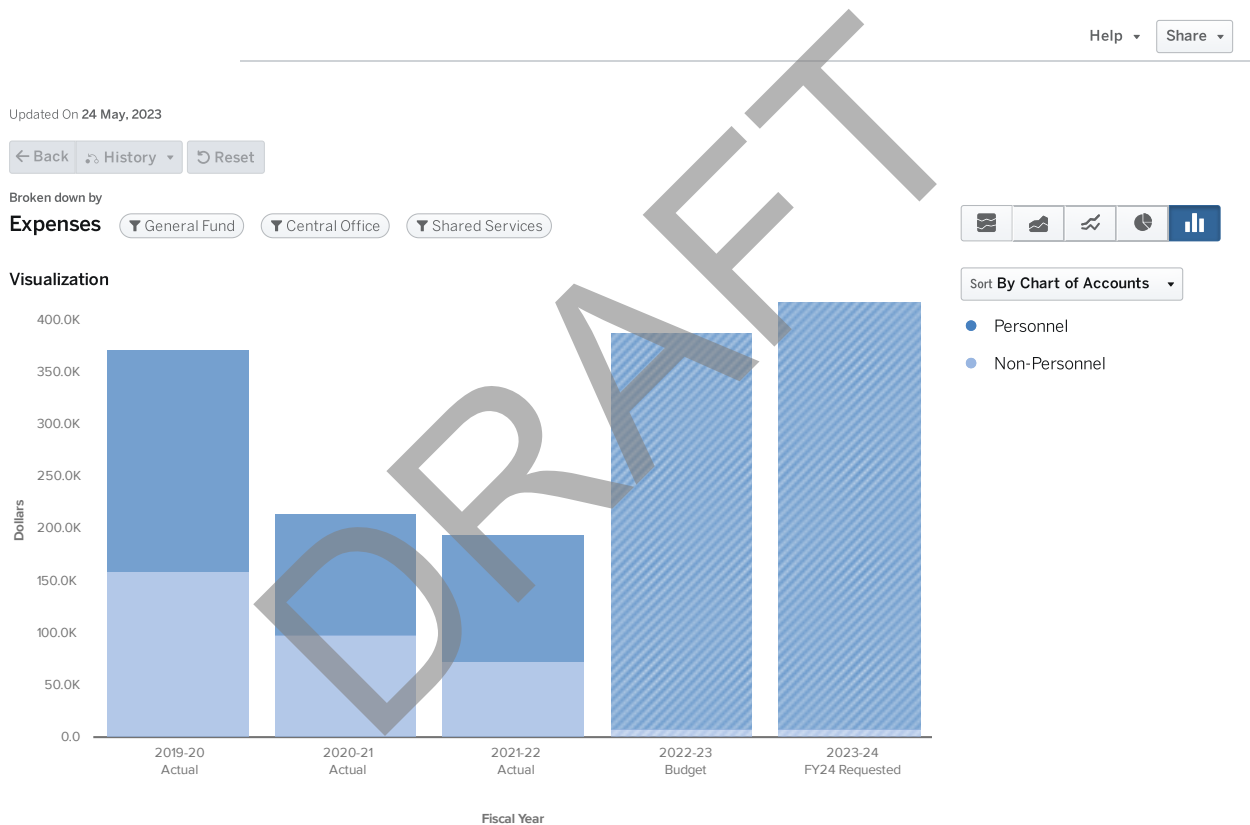 Help
Share
Updated On 24 May, 2023
Back
History
Reset
Broken down by
Expenses
General Fund
Central Office
Shared Services
Visualization
Sort By Chart of Accounts
Personnel
Non-Personnel
400.0K
350.0K
300.0K
250.0K
200.0K
150.0K
100.0K
50.0K
0.0
Dollars
2019-20
Actual
2020-21
Actual
2021-22
Actual
2022-23
Budget
2023-24
FY24 Requested
Fiscal Year
DRAFT